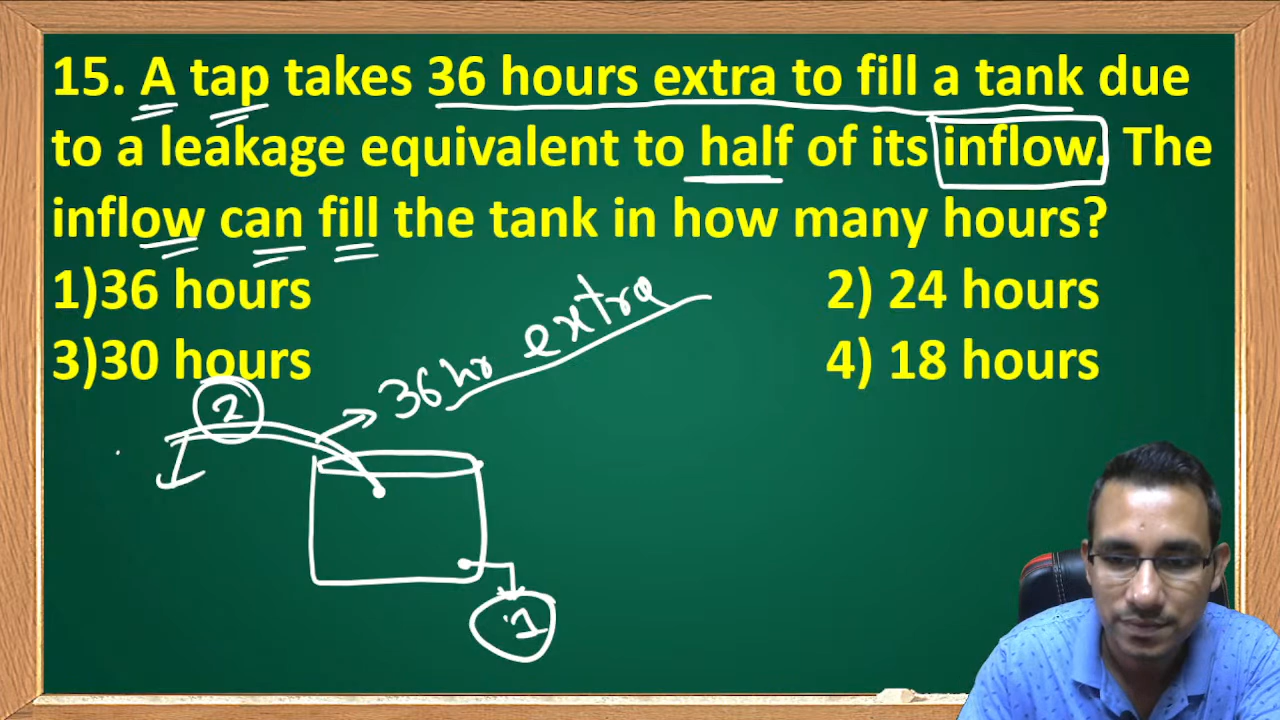 15. A tap takes 36 hours extra to fill a tank due
to a leakage equivalent to half of its inflow. The
inflow can fill the tank in how many hours?
1)36 hours
2) 24 hours
3)30 hours
4) 18 hours
36 hr extra
2
1